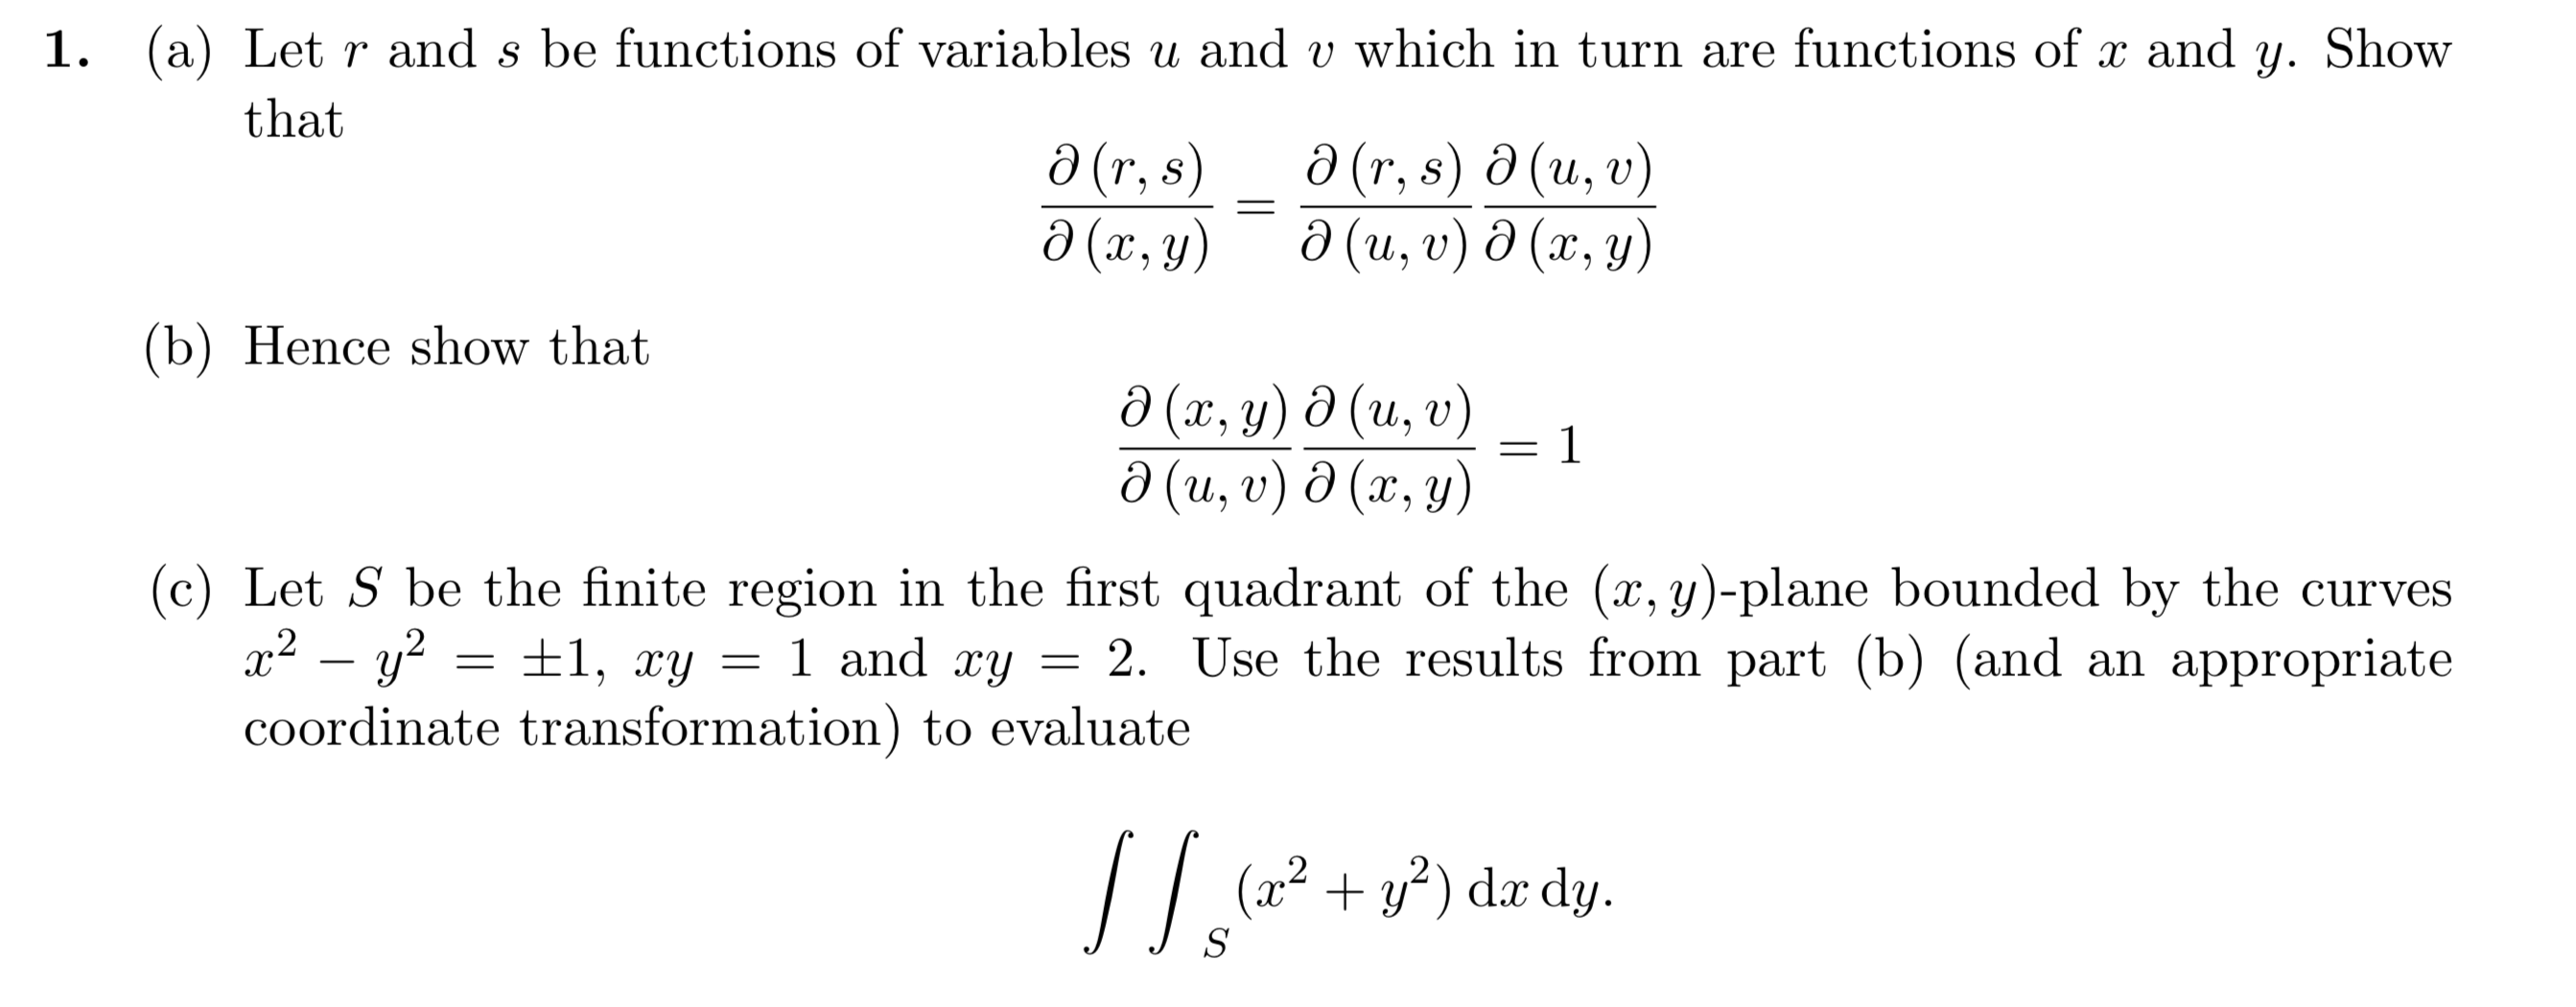 1. (a) Let r and s be functions of variables u and v which in turn are functions of x and y. Show
that
∂(r, s)/∂(x, y) = ∂(r, s)/∂(u, v) ∂(u, v)/∂(x, y)
(b) Hence show that
∂(x, y)/∂(u, v) ∂(u, v)/∂(x, y) = 1
(c) Let S be the finite region in the first quadrant of the (x, y)-plane bounded by the curves
x² − y² = ±1, xy = 1 and xy = 2. Use the results from part (b) (and an appropriate
coordinate transformation) to evaluate
∫∫_S (x² + y²) dx dy.